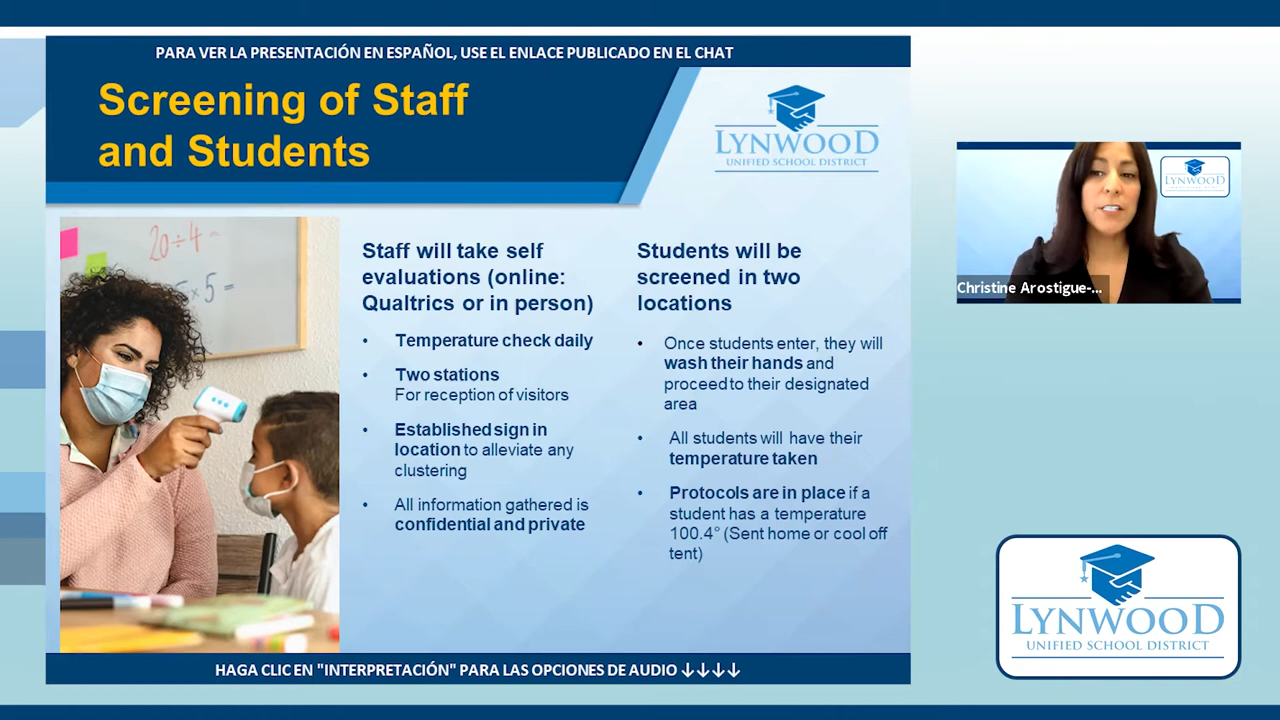 PARA VER LA PRESENTACIÓN EN ESPAÑOL, USE EL ENLACE PUBLICADO EN EL CHAT
Screening of Staff
and Students
LYNWOOD
UNIFIED SCHOOL DISTRICT
20÷4=
×5=
Staff will take self
evaluations (online:
Qualtrics or in person)
• Temperature check daily
• Two stations
For reception of visitors
• Established sign in
location to alleviate any
clustering
• All information gathered is
confidential and private
Students will be
screened in two
locations
• Once students enter, they will
wash their hands and
proceed to their designated
area
• All students will have their
temperature taken
• Protocols are in place if a
student has a temperature
100.4° (Sent home or cool off
tent)
HAGA CLIC EN "INTERPRETACIÓN" PARA LAS OPCIONES DE AUDIO ↓↓↓↓
LYNWOOD
Christine Arostigue-...
LYNWOOD
UNIFIED SCHOOL DISTRICT